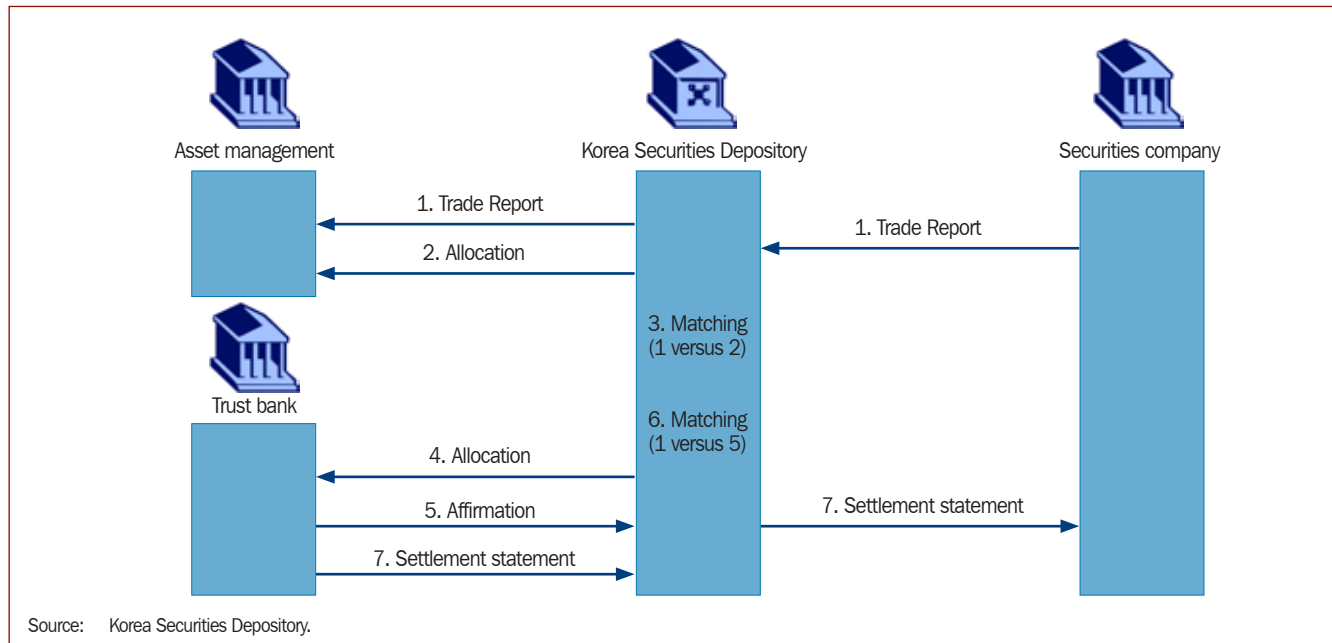 Asset management
Korea Securities Depository
Securities company
1. Trade Report
1. Trade Report
2. Allocation
3. Matching
(1 versus 2)
Trust bank
6. Matching
(1 versus 5)
4. Allocation
5. Affirmation
7. Settlement statement
7. Settlement statement
Source: Korea Securities Depository.